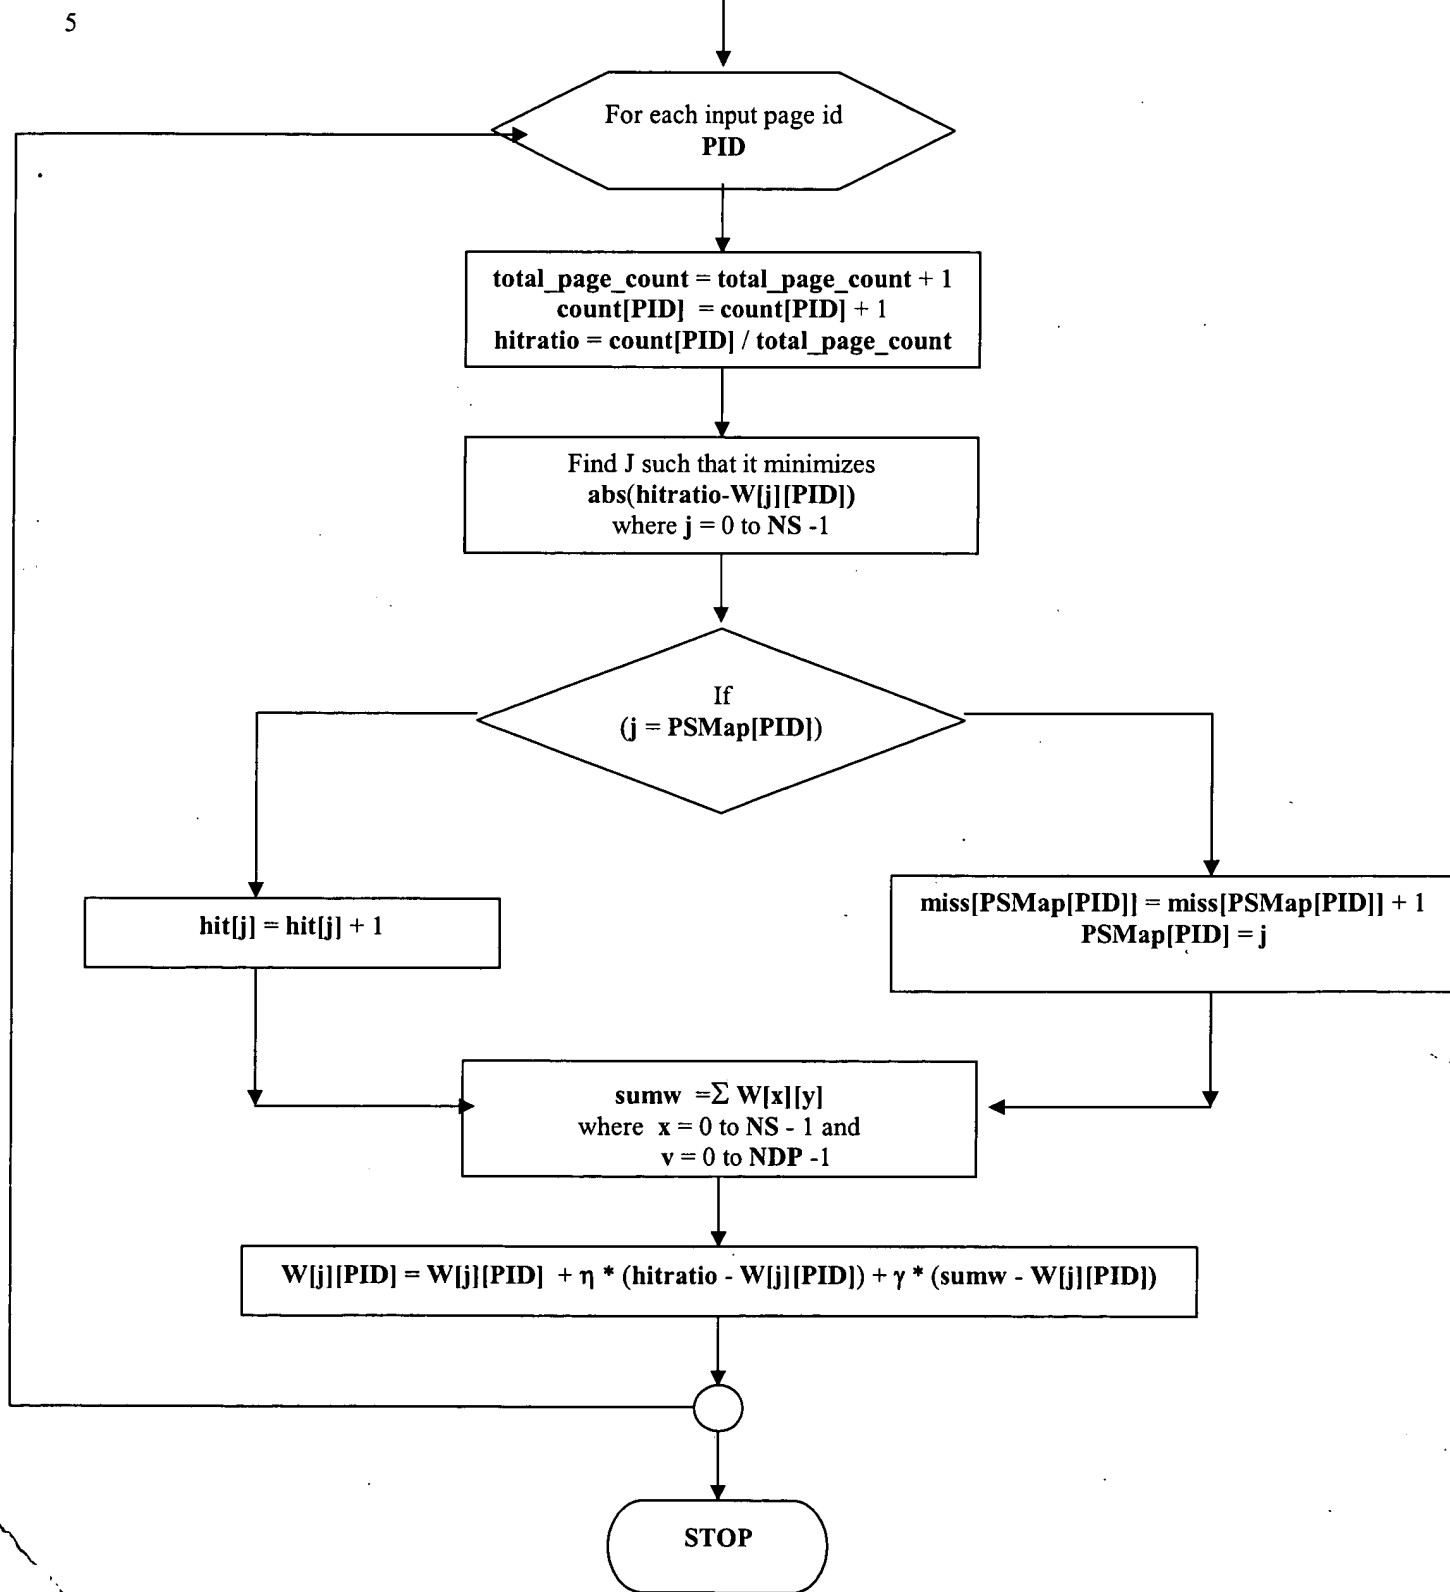 5
For each input page id
PID
total_page_count = total_page_count + 1
count[PID] = count[PID] + 1
hitratio = count[PID] / total_page_count
Find J such that it minimizes
abs(hitratio-W[j][PID])
where j = 0 to NS -1
If
(j = PSMap[PID])
hit[j] = hit[j] + 1
miss[PSMap[PID]] = miss[PSMap[PID]] + 1
PSMap[PID] = j
sumw =Σ W[x][y]
where x = 0 to NS - 1 and
v = 0 to NDP -1
W[j][PID] = W[j][PID] + η * (hitratio - W[j][PID]) + γ * (sumw - W[j][PID])
STOP